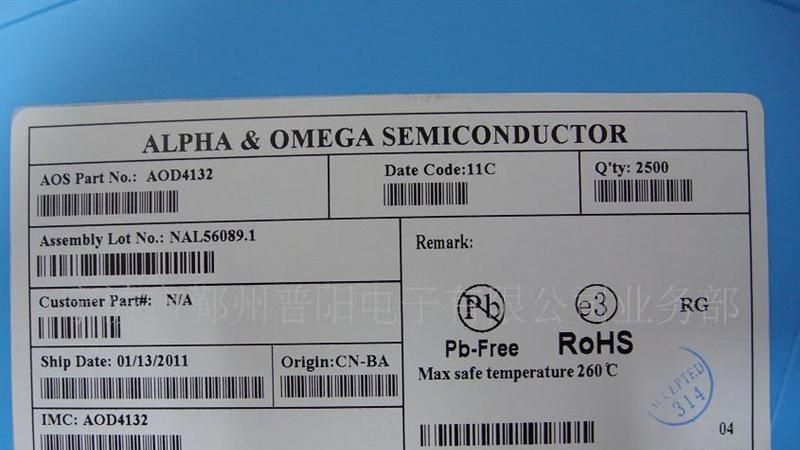 ALPHA & OMEGA SEMICONDUCTOR
AOS Part No.: AOD4132
Date Code:11C
Q'ty: 2500
Assembly Lot No.: NAL56089.1
Remark:
Customer Part#: N/A
Pb
e3
RG
Pb-Free
RoHS
Ship Date: 01/13/2011
Origin:CN-BA
Max safe temperature 260℃
ACCEPTED
314
IMC: AOD4132
04
州普阳电子有限公司业务部